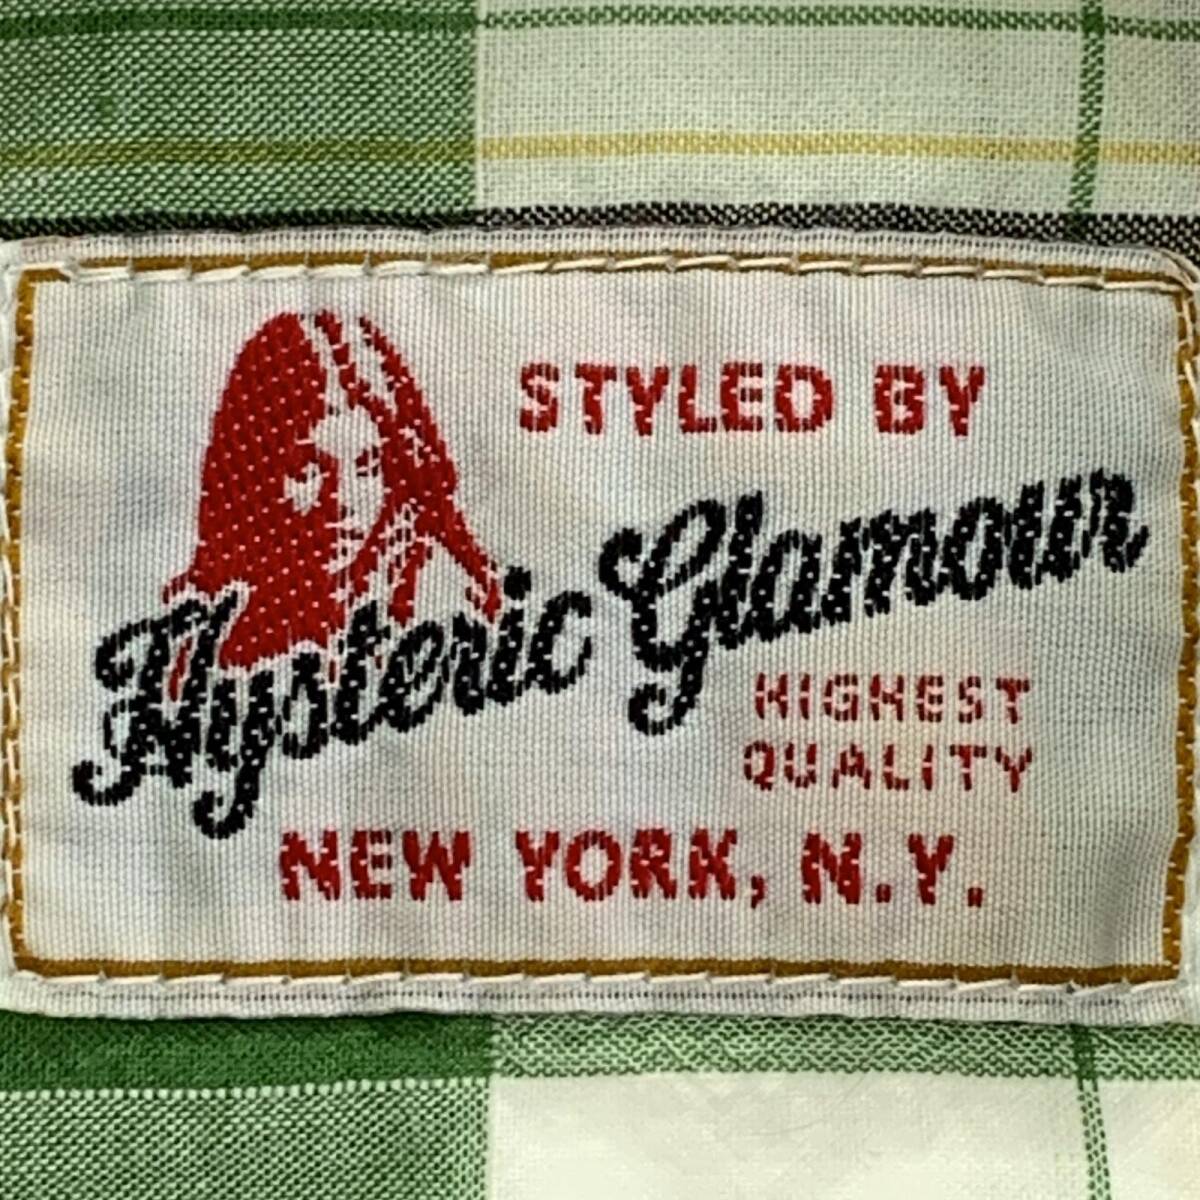 STYLED BY
Hysteric Glamour
HIGHEST
QUALITY
NEW YORK, N.Y.